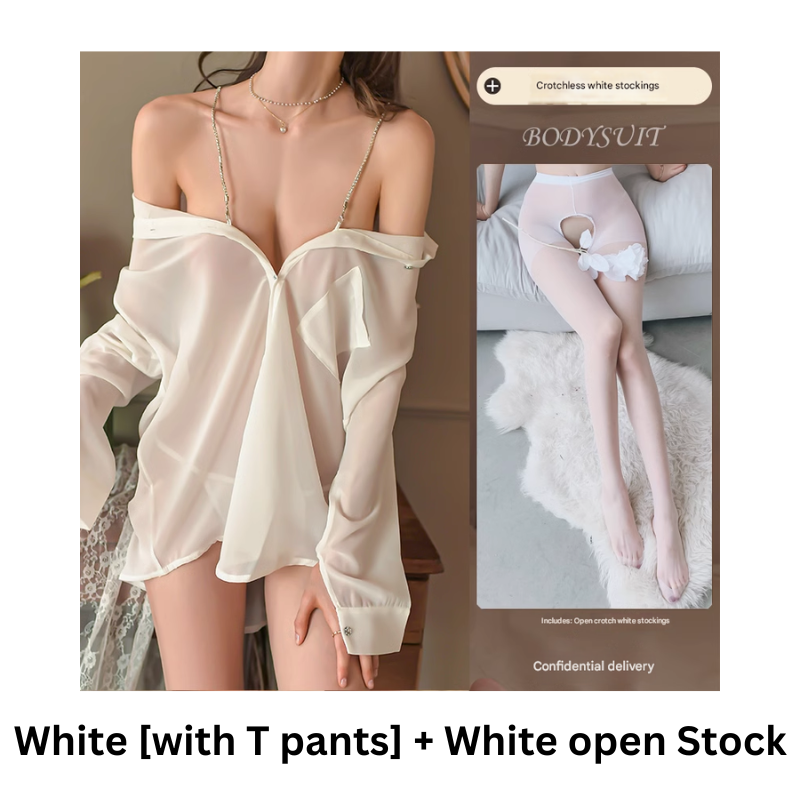 Crotchless white stockings
BODYSUIT
Includes: Open crotch white stockings
Confidential delivery
White [with T pants] + White open Stock